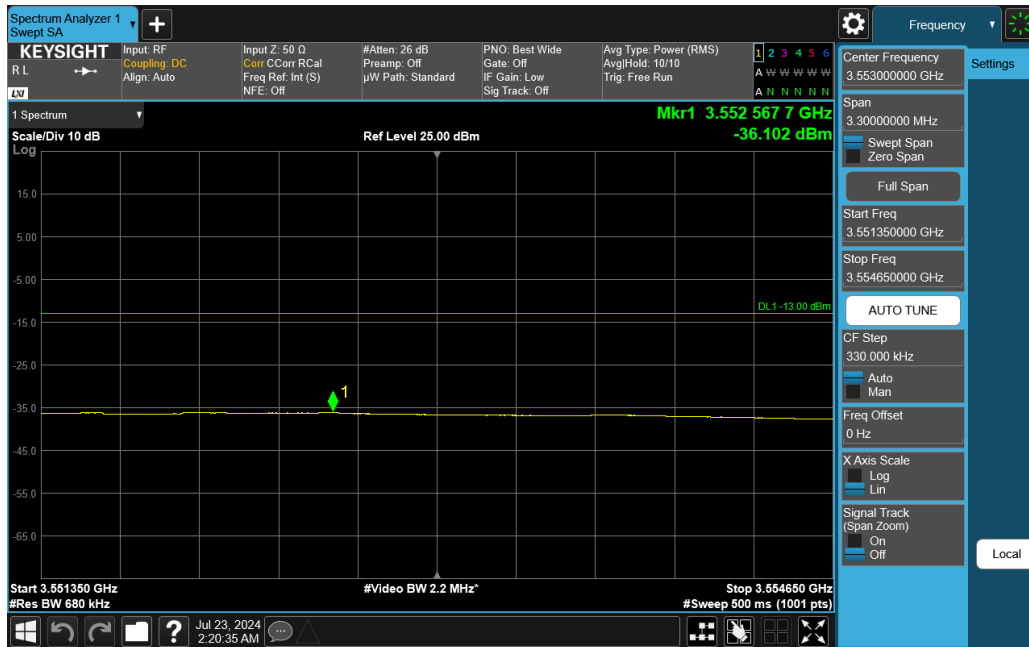 Spectrum Analyzer 1
Swept SA
+
Frequency
KEYSIGHT
R L
LXI
Input: RF
Coupling: DC
Align: Auto
Input Z: 50 Ω
Corr CCorr RCal
Freq Ref: Int (S)
NFE: Off
#Atten: 26 dB
Preamp: Off
µW Path: Standard
PNO: Best Wide
Gate: Off
IF Gain: Low
Sig Track: Off
Avg Type: Power (RMS)
Avg|Hold: 10/10
Trig: Free Run
1 2 3 4 5 6
A W W W W W
A N N N N N
1 Spectrum
Mkr1 3.552 567 7 GHz
Scale/Div 10 dB
Ref Level 25.00 dBm
-36.102 dBm
Log
15.0
5.00
-5.00
DL1 -13.00 dBm
-15.0
-25.0
1
-35.0
-45.0
-55.0
-65.0
Start 3.551350 GHz
#Video BW 2.2 MHz*
Stop 3.554650 GHz
#Res BW 680 kHz
#Sweep 500 ms (1001 pts)
?
Jul 23, 2024
2:20:35 AM
Center Frequency
3.553000000 GHz
Span
3.30000000 MHz
Swept Span
Zero Span
Full Span
Start Freq
3.551350000 GHz
Stop Freq
3.554650000 GHz
AUTO TUNE
CF Step
330.000 kHz
Auto
Man
Freq Offset
0 Hz
X Axis Scale
Log
Lin
Signal Track
(Span Zoom)
On
Off
Settings
Local